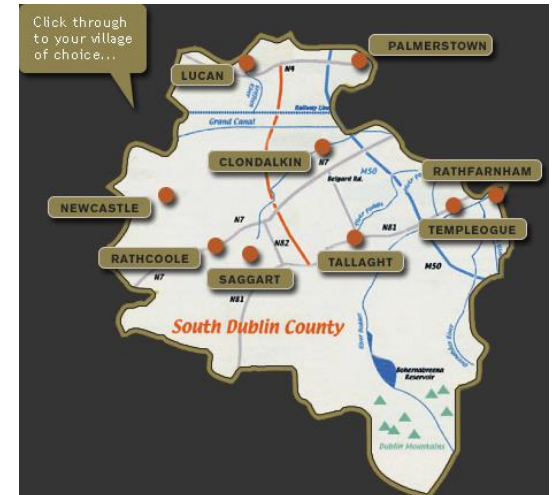 Click through
to your village
of choice...
PALMERSTOWN
LUCAN
N4
Railway Line
Grand Canal
CLONDALKIN
N7
M50
Belgard Rd.
RATHFARNHAM
NEWCASTLE
N7
N81
TEMPLEOGUE
RATHCOOLE
N82
TALLAGHT
SAGGART
M50
N7
N81
South Dublin County
River Dodder
Bohernabreena
Reservoir
Dublin Mountains